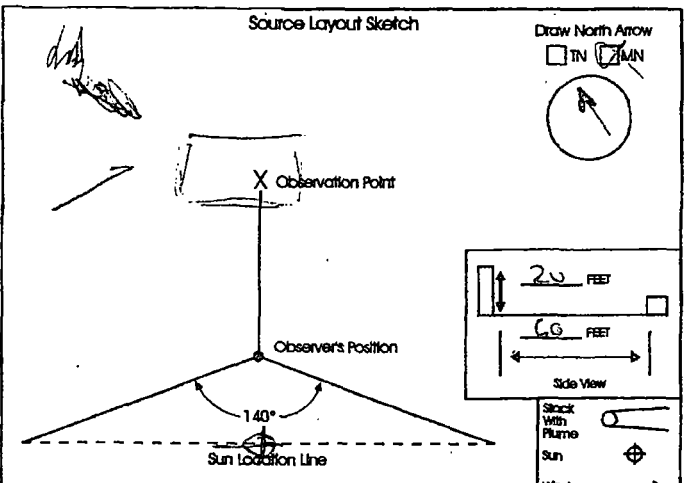 Source Layout Sketch
Draw North Arrow
TN MN
X Observation Point
20 FEET
60 FEET
Side View
Observer's Position
140°
Sun Location Line
Stack
With
Plume
Sun